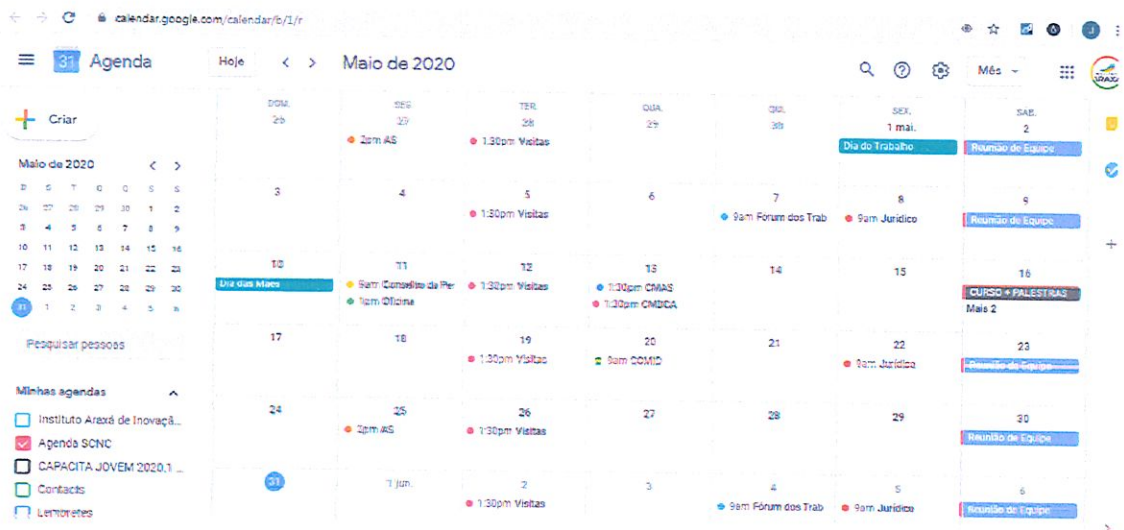 calendar.google.com/calendar/b/1/r
31 Agenda
Hoje
Maio de 2020
Mês
J
Criar
Maio de 2020
D S T Q Q S S
26 27 28 29 30 1 2
3 4 5 6 7 8 9
10 11 12 13 14 15 16
17 18 19 20 21 22 23
24 25 26 27 28 29 30
31 1 2 3 4 5 6
Pesquisar pessoas
Minhas agendas
Instituto Araxá de Inovaçã...
Agenda SCNC
CAPACITA JOVEM 2020.1 ...
Contacts
Lembretes
DOM. SEG. TER. QUA. QUI. SEX. SÁB.
26 27 28 29 30 1 mai. 2
2pm AS
1:30pm Visitas
Dia do Trabalho
Reunião de Equipe
3 4 5 6 7 8 9
1:30pm Visitas
9am Fórum dos Trab
9am Jurídico
Reunião de Equipe
10 11 12 13 14 15 16
Dia das Mães
9am Conselho de Per
1:30pm Visitas
1:30pm CMAS
CURSO + PALESTRAS
1pm Oficina
1:30pm CMDCA
Mais 2
17 18 19 20 21 22 23
1:30pm Visitas
9am COMID
9am Jurídico
Reunião de Equipe
24 25 26 27 28 29 30
2pm AS
1:30pm Visitas
Reunião de Equipe
31 1 jun. 2 3 4 5 6
1:30pm Visitas
9am Fórum dos Trab
9am Jurídico
Reunião de Equipe